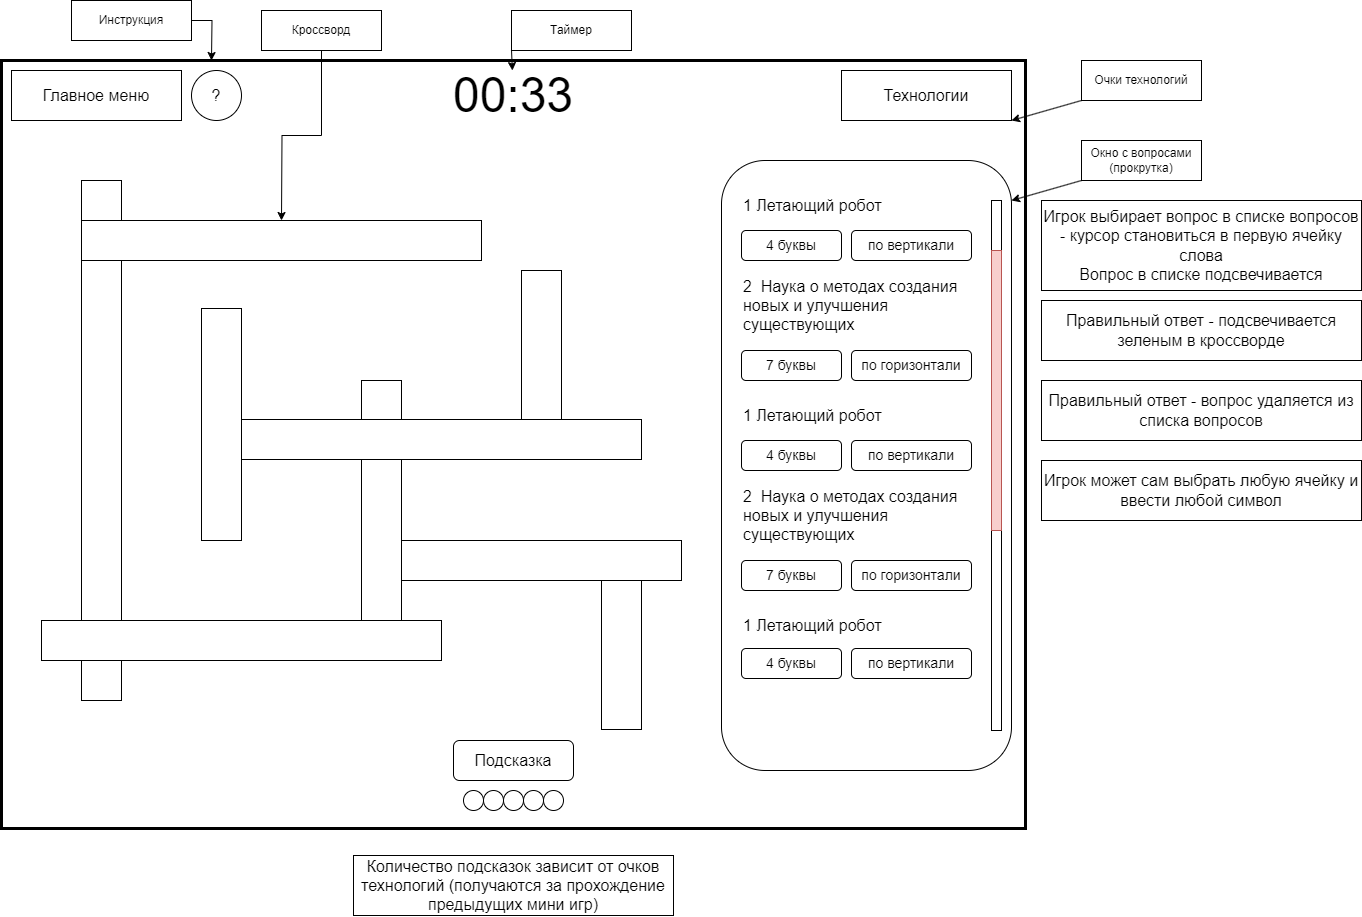 Инструкция
Кроссворд
Таймер
Главное меню
?
00:33
Технологии
Очки технологий
Окно с вопросами
(прокрутка)
1 Летающий робот
4 буквы
по вертикали
2  Наука о методах создания
новых и улучшения
существующих
7 буквы
по горизонтали
1 Летающий робот
4 буквы
по вертикали
2  Наука о методах создания
новых и улучшения
существующих
7 буквы
по горизонтали
1 Летающий робот
4 буквы
по вертикали
Игрок выбирает вопрос в списке вопросов
- курсор становиться в первую ячейку
слова
Вопрос в списке подсвечивается
Правильный ответ - подсвечивается
зеленым в кроссворде
Правильный ответ - вопрос удаляется из
списка вопросов
Игрок может сам выбрать любую ячейку и
ввести любой символ
Подсказка
Количество подсказок зависит от очков
технологий (получаются за прохождение
предыдущих мини игр)